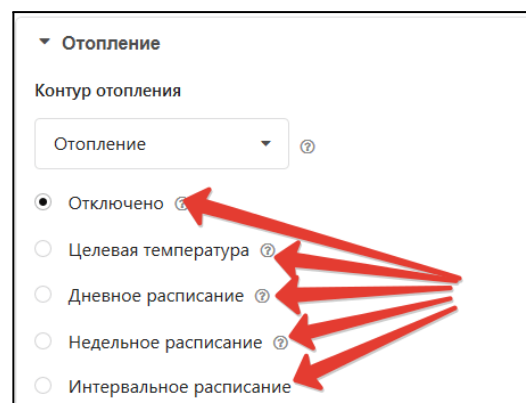 Отопление
Контур отопления
Отопление
Отключено
Целевая температура
Дневное расписание
Недельное расписание
Интервальное расписание